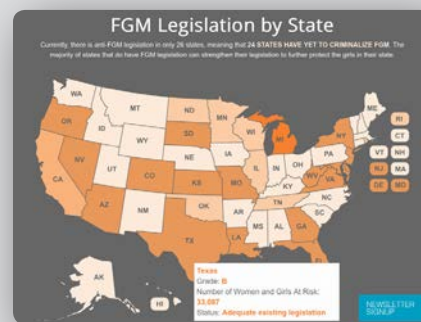 FGM Legislation by State
Currently, there is anti-FGM legislation in only 26 states, meaning that 24 STATES HAVE YET TO CRIMINALIZE FGM. The
majority of states that do have FGM legislation can strengthen their legislation to further protect the girls in their state.
WA
MT
ND
MN
ME
OR
ID
SD
WI
MI
NY
RI
WY
CT
NE
IA
PA
VT
NH
NV
UT
CO
IL
IN
OH
NJ
MA
CA
KS
MO
WV
VA
DE
MD
KY
NC
AZ
NM
OK
AR
TN
SC
TX
LA
MS
AL
GA
AK
HI
FL
Texas
Grade: B
Number of Women and Girls At Risk:
33,087
Status: Adequate existing legislation
NEWSLETTER
SIGNUP